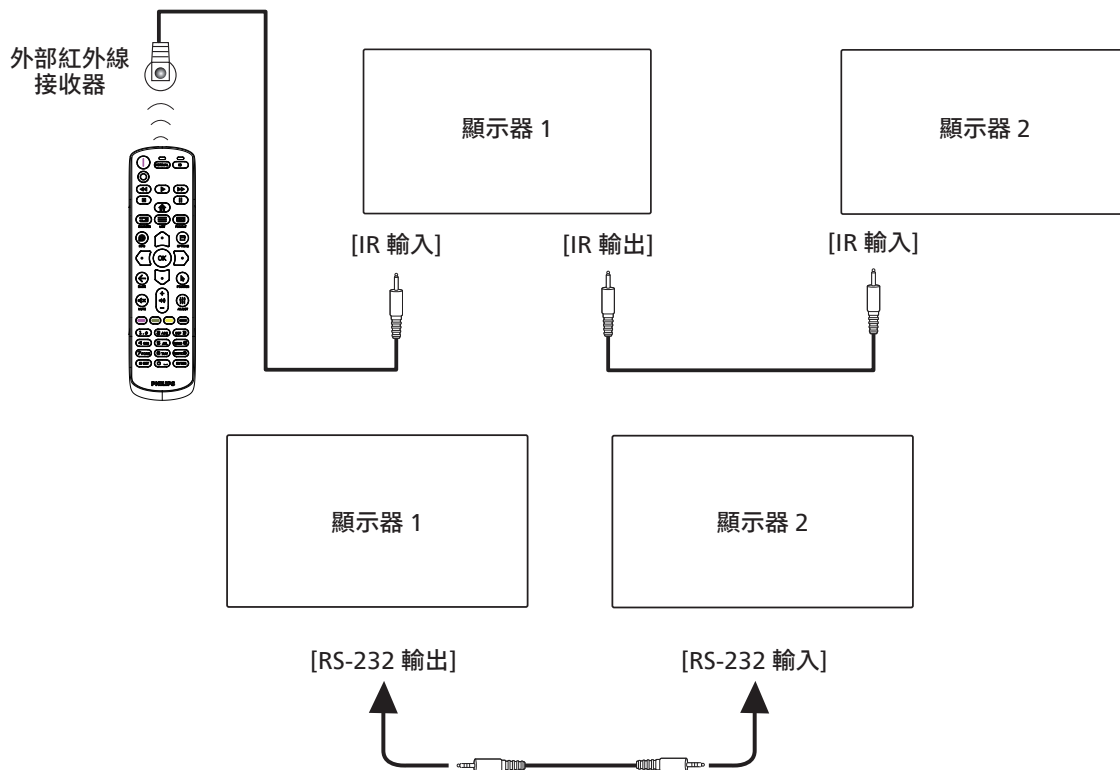 外部紅外線
接收器
顯示器 1
顯示器 2
[IR 輸入]
[IR 輸出]
[IR 輸入]
OK
PHILIPS
顯示器 1
顯示器 2
[RS-232 輸出]
[RS-232 輸入]